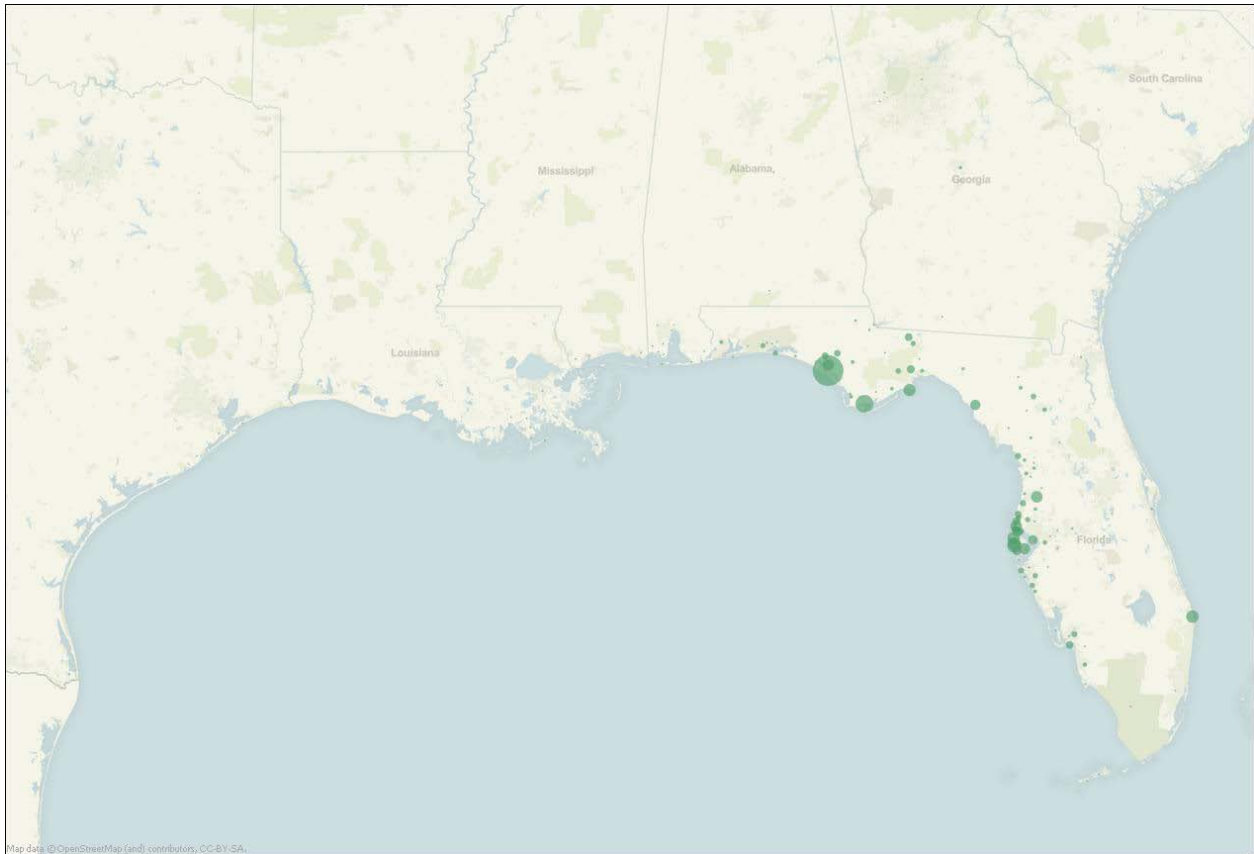 South Carolina
Mississippi
Alabama
Georgia
Louisiana
Florida
Map data © OpenStreetMap (and) contributors, CC-BY-SA.